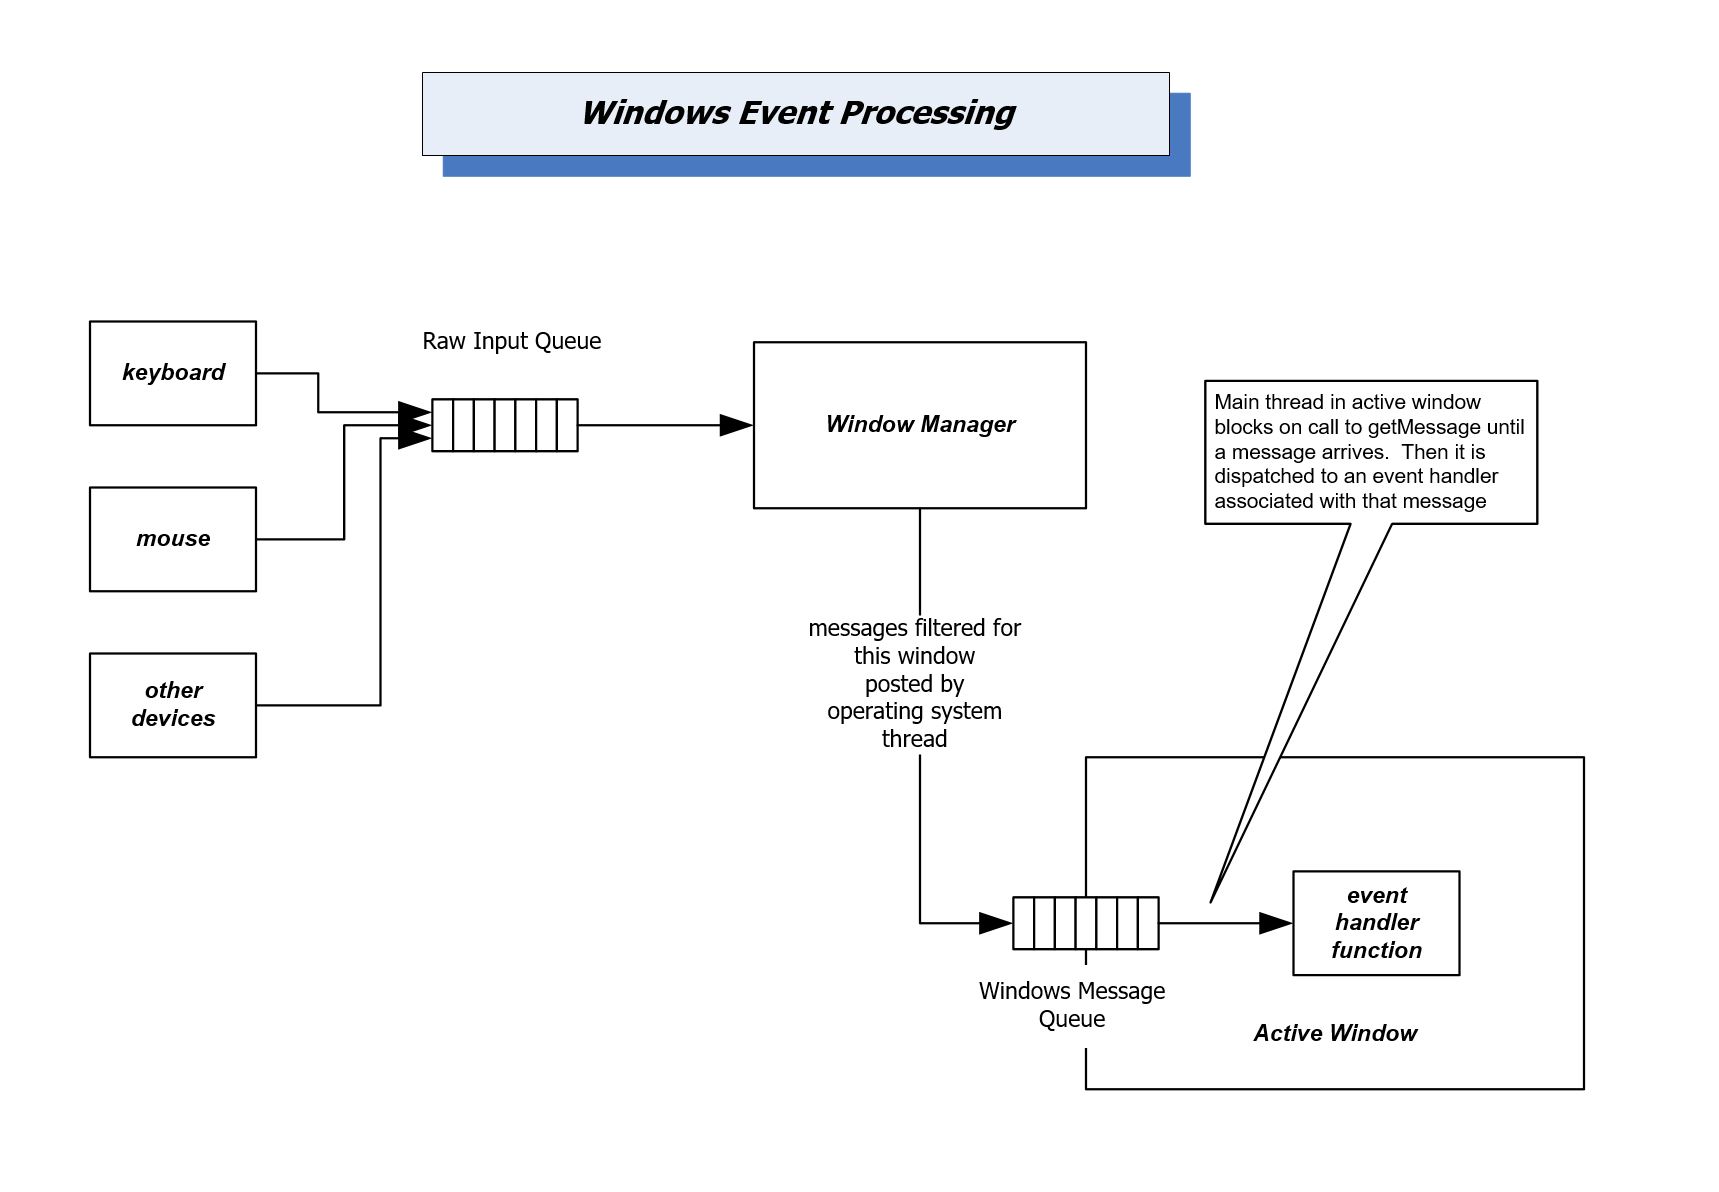 Windows Event Processing
keyboard
mouse
other
devices
Raw Input Queue
Window Manager
messages filtered for
this window
posted by
operating system
thread
Main thread in active window
blocks on call to getMessage until
a message arrives.  Then it is
dispatched to an event handler
associated with that message
Windows Message
Queue
event
handler
function
Active Window